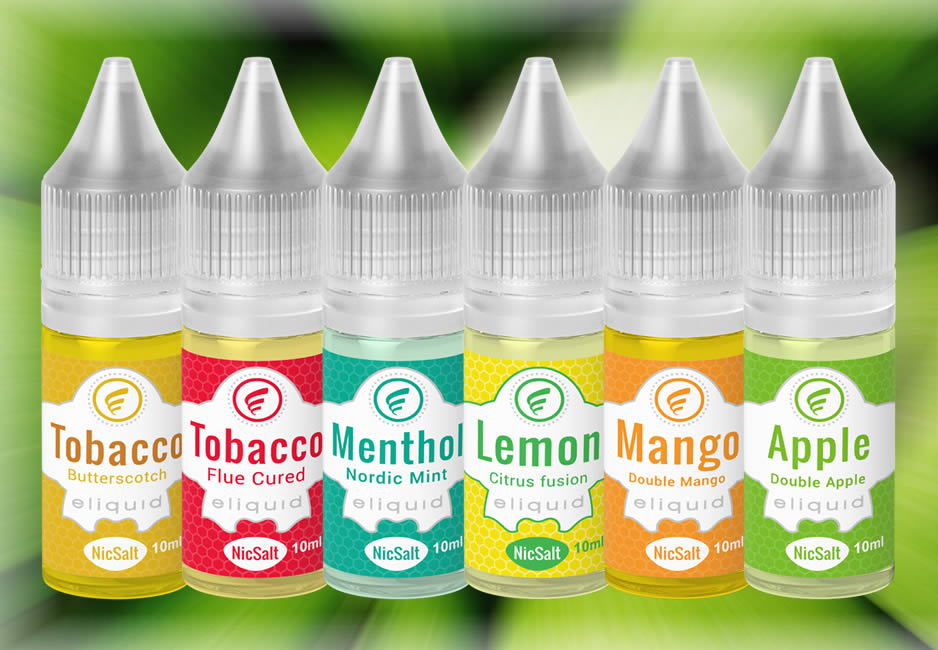 Tobacco
Butterscotch
eliquid
NicSalt 10ml
Tobacco
Flue Cured
eliquid
NicSalt 10ml
Menthol
Nordic Mint
eliquid
NicSalt 10ml
Lemon
Citrus fusion
eliquid
NicSalt 10ml
Mango
Double Mango
eliquid
NicSalt 10ml
Apple
Double Apple
eliquid
NicSalt 10ml